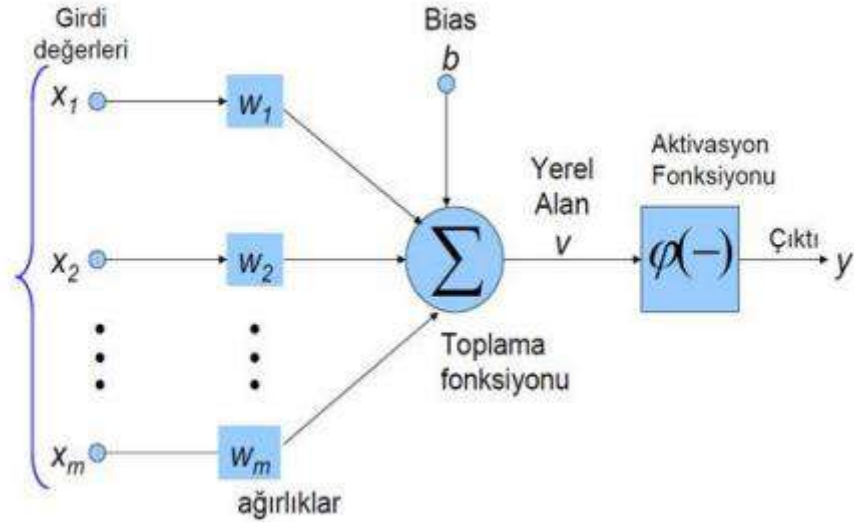 Girdi
değerleri
x1
w1
Bias
b
Yerel
Alan
v
Aktivasyon
Fonksiyonu
x2
w2
Σ
φ(−)
Çıktı
y
Toplama
fonksiyonu
xm
wm
ağırlıklar